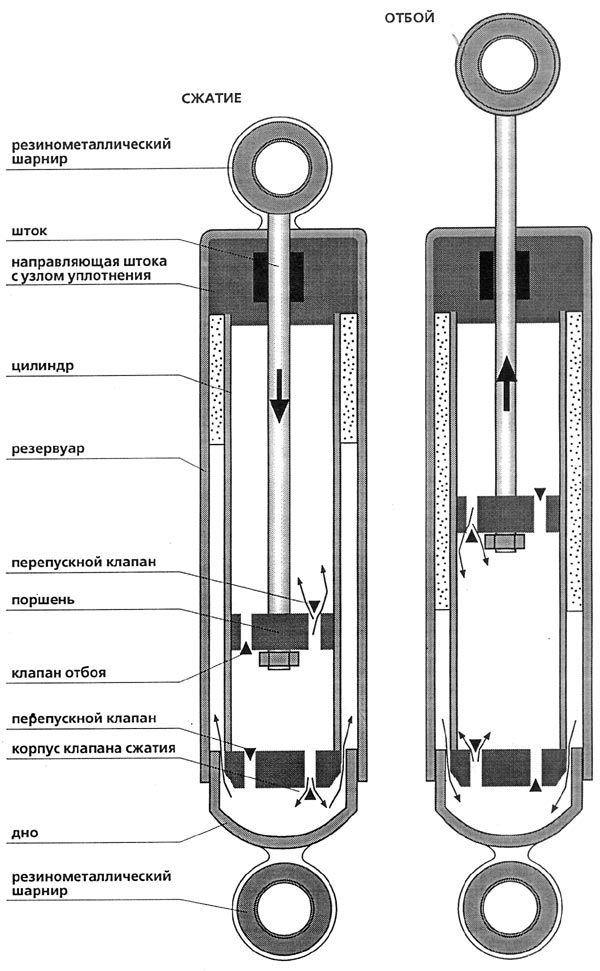 ОТБОЙ
СЖАТИЕ
резинометаллический
шарнир
шток
направляющая штока
с узлом уплотнения
цилиндр
резервуар
перепускной клапан
поршень
клапан отбоя
перепускной клапан
корпус клапана сжатия
дно
резинометаллический
шарнир